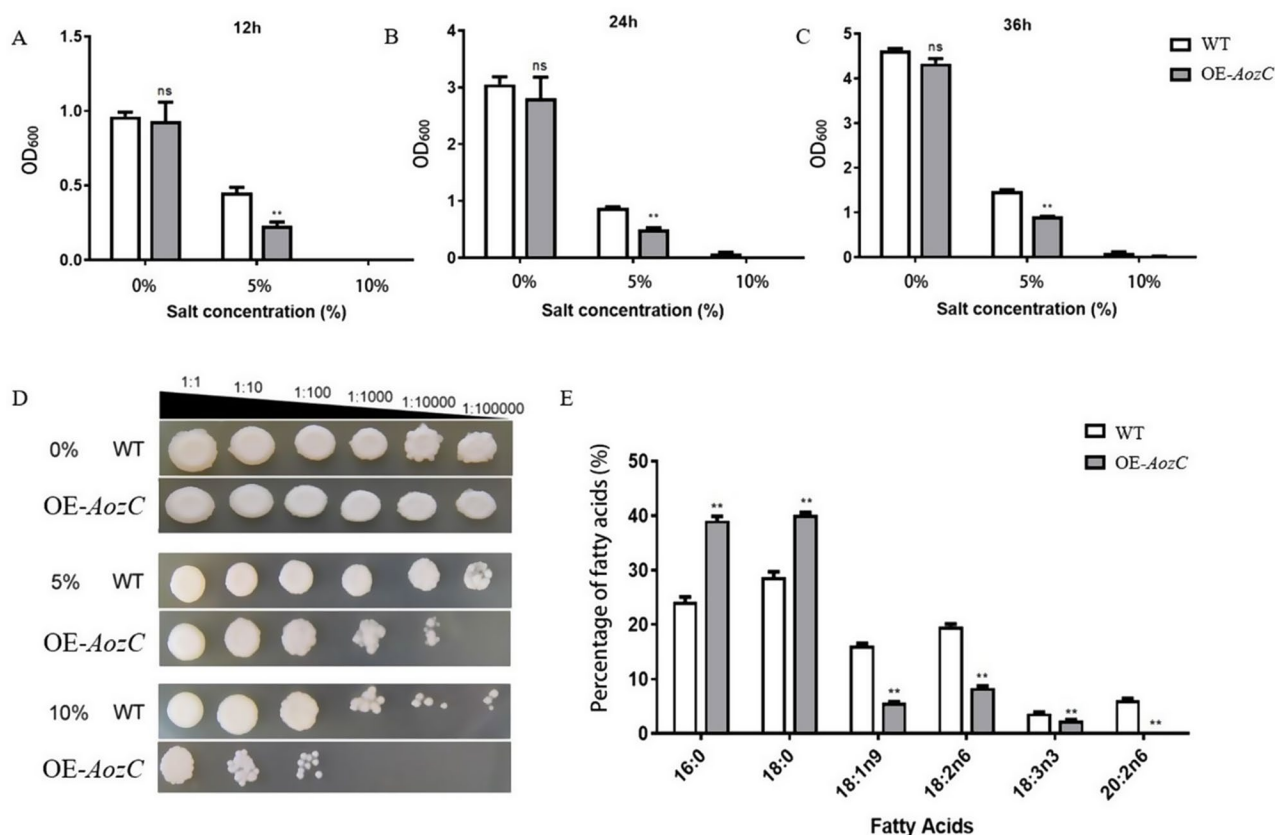 A
12h
1.5
1.0
0.5
0.0
OD600
ns
**
0%
5%
10%
Salt concentration (%)
B
24h
4
3
2
1
0
OD600
ns
**
0%
5%
10%
Salt concentration (%)
C
36h
5
4
3
2
1
0
OD600
ns
**
0%
5%
10%
Salt concentration (%)
WT
OE-AozC
D
1:1
1:10
1:100
1:1000
1:10000
1:100000
0% WT
OE-AozC
5% WT
OE-AozC
10% WT
OE-AozC
E
WT
OE-AozC
Percentage of fatty acids (%)
50
40
30
20
10
0
**
**
**
**
**
**
16:0
18:0
18:1n9
18:2n6
18:3n3
20:2n6
Fatty Acids